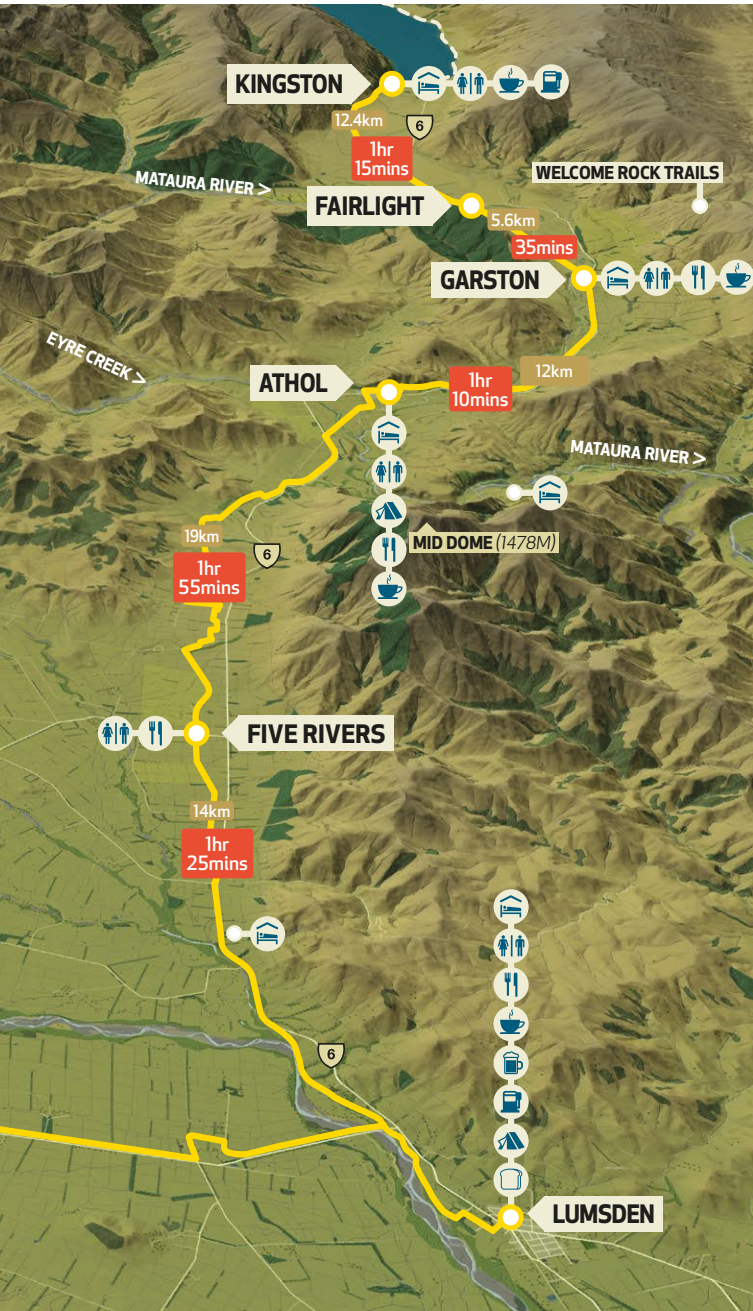 KINGSTON
12.4km
6
1hr
15mins
MATAURA RIVER >
WELCOME ROCK TRAILS
FAIRLIGHT
5.6km
35mins
GARSTON
EYRE CREEK >
ATHOL
1hr
10mins
12km
MATAURA RIVER >
19km
6
MID DOME (1478M)
1hr
55mins
FIVE RIVERS
14km
1hr
25mins
6
LUMSDEN